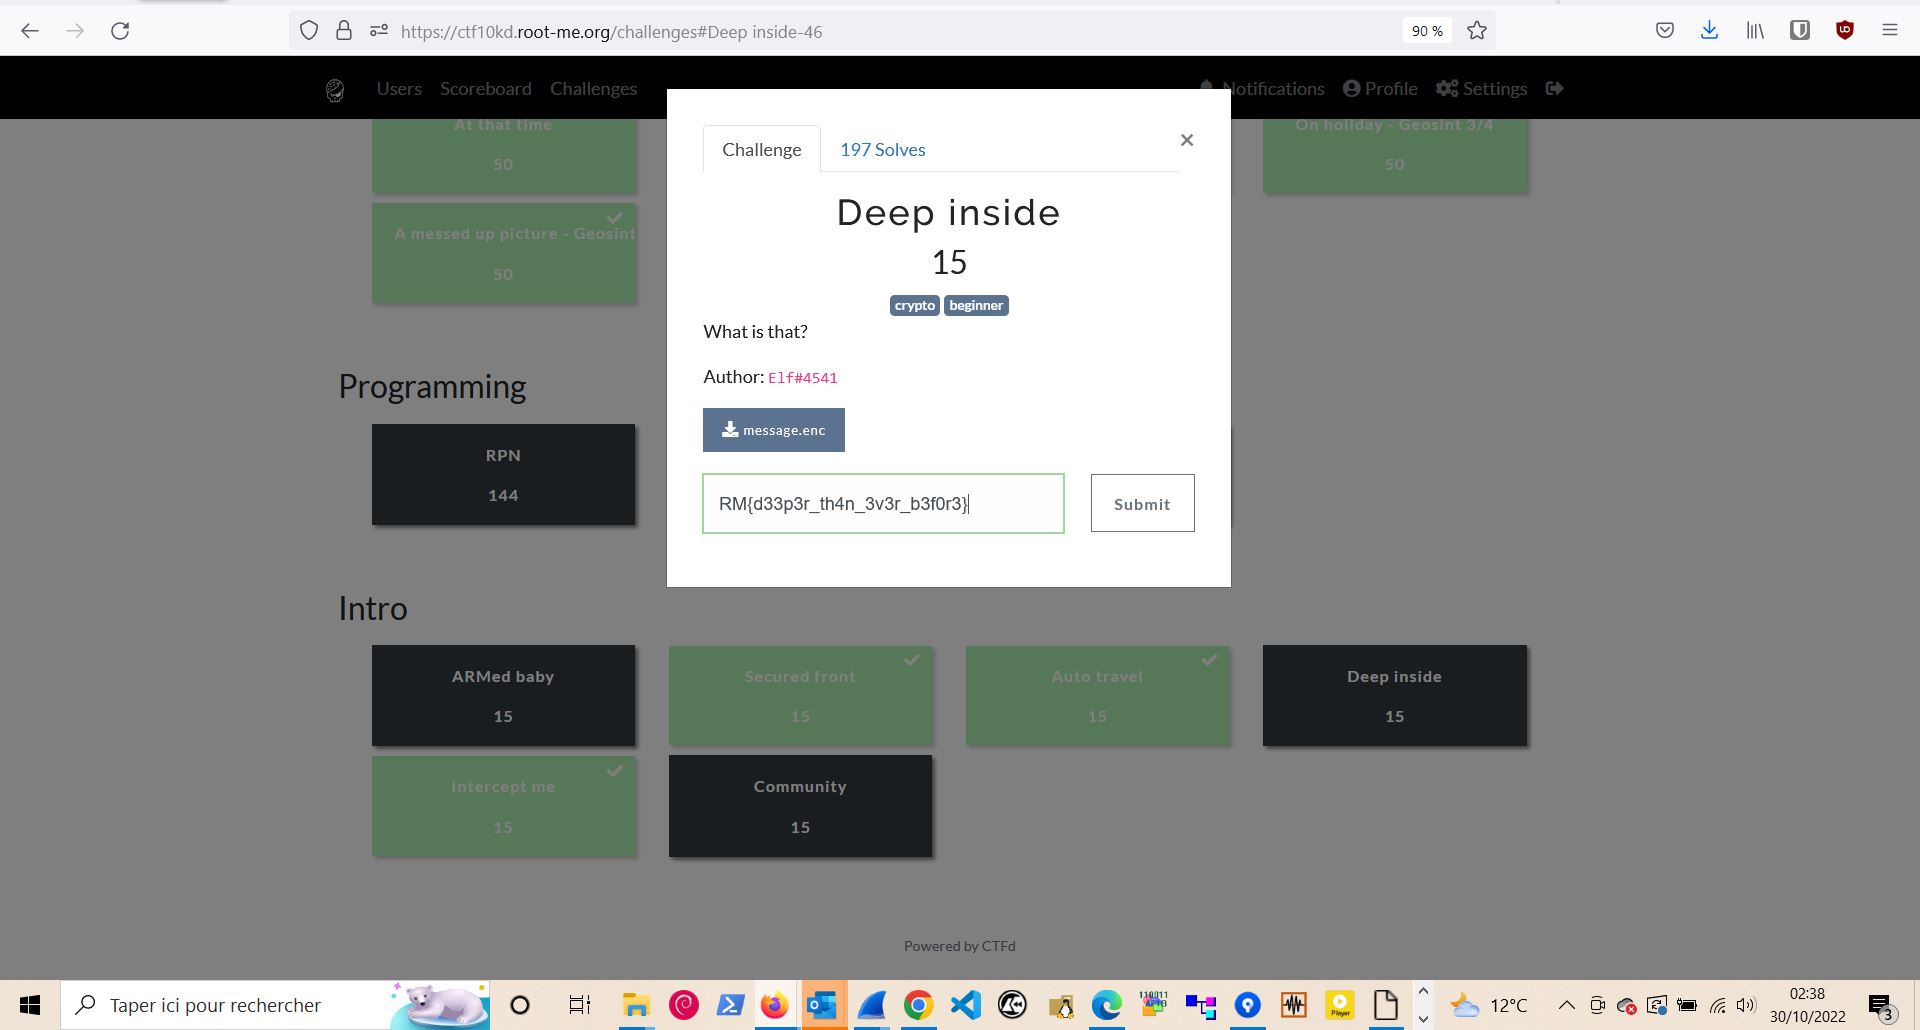 https://ctf10kd.root-me.org/challenges#Deep inside-46
90 %
Users Scoreboard Challenges
Notifications Profile Settings
At that time
50
On holiday - Geosint 3/4
50
A messed up picture - Geosint
50
Challenge
197 Solves
Deep inside
15
crypto beginner
What is that?
Author: Elf#4541
message.enc
RM{d33p3r_th4n_3v3r_b3f0r3}
Submit
Programming
RPN
144
Intro
ARMed baby
15
Secured front
15
Auto travel
15
Deep inside
15
Intercept me
15
Community
15
Powered by CTFd
Taper ici pour rechercher
Player
12°C
02:38
30/10/2022
3